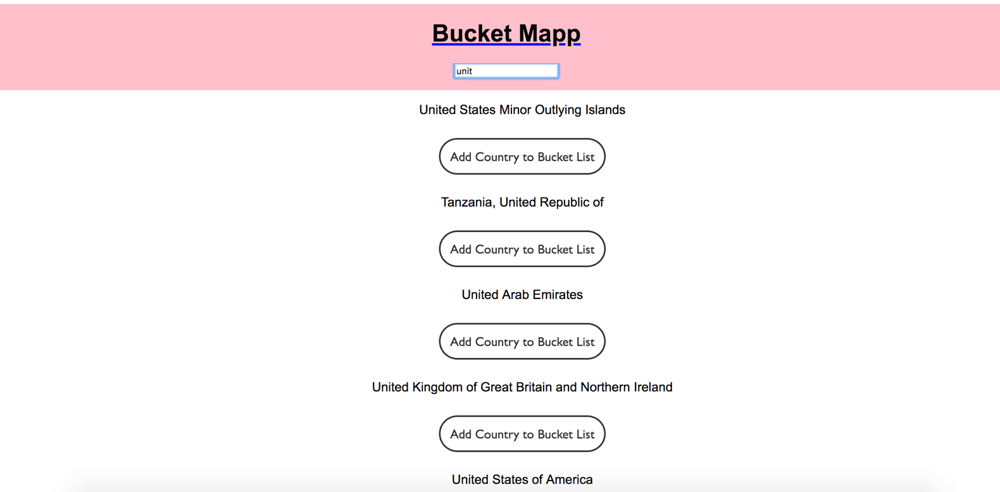 Bucket Mapp
unit
United States Minor Outlying Islands
Add Country to Bucket List
Tanzania, United Republic of
Add Country to Bucket List
United Arab Emirates
Add Country to Bucket List
United Kingdom of Great Britain and Northern Ireland
Add Country to Bucket List
United States of America